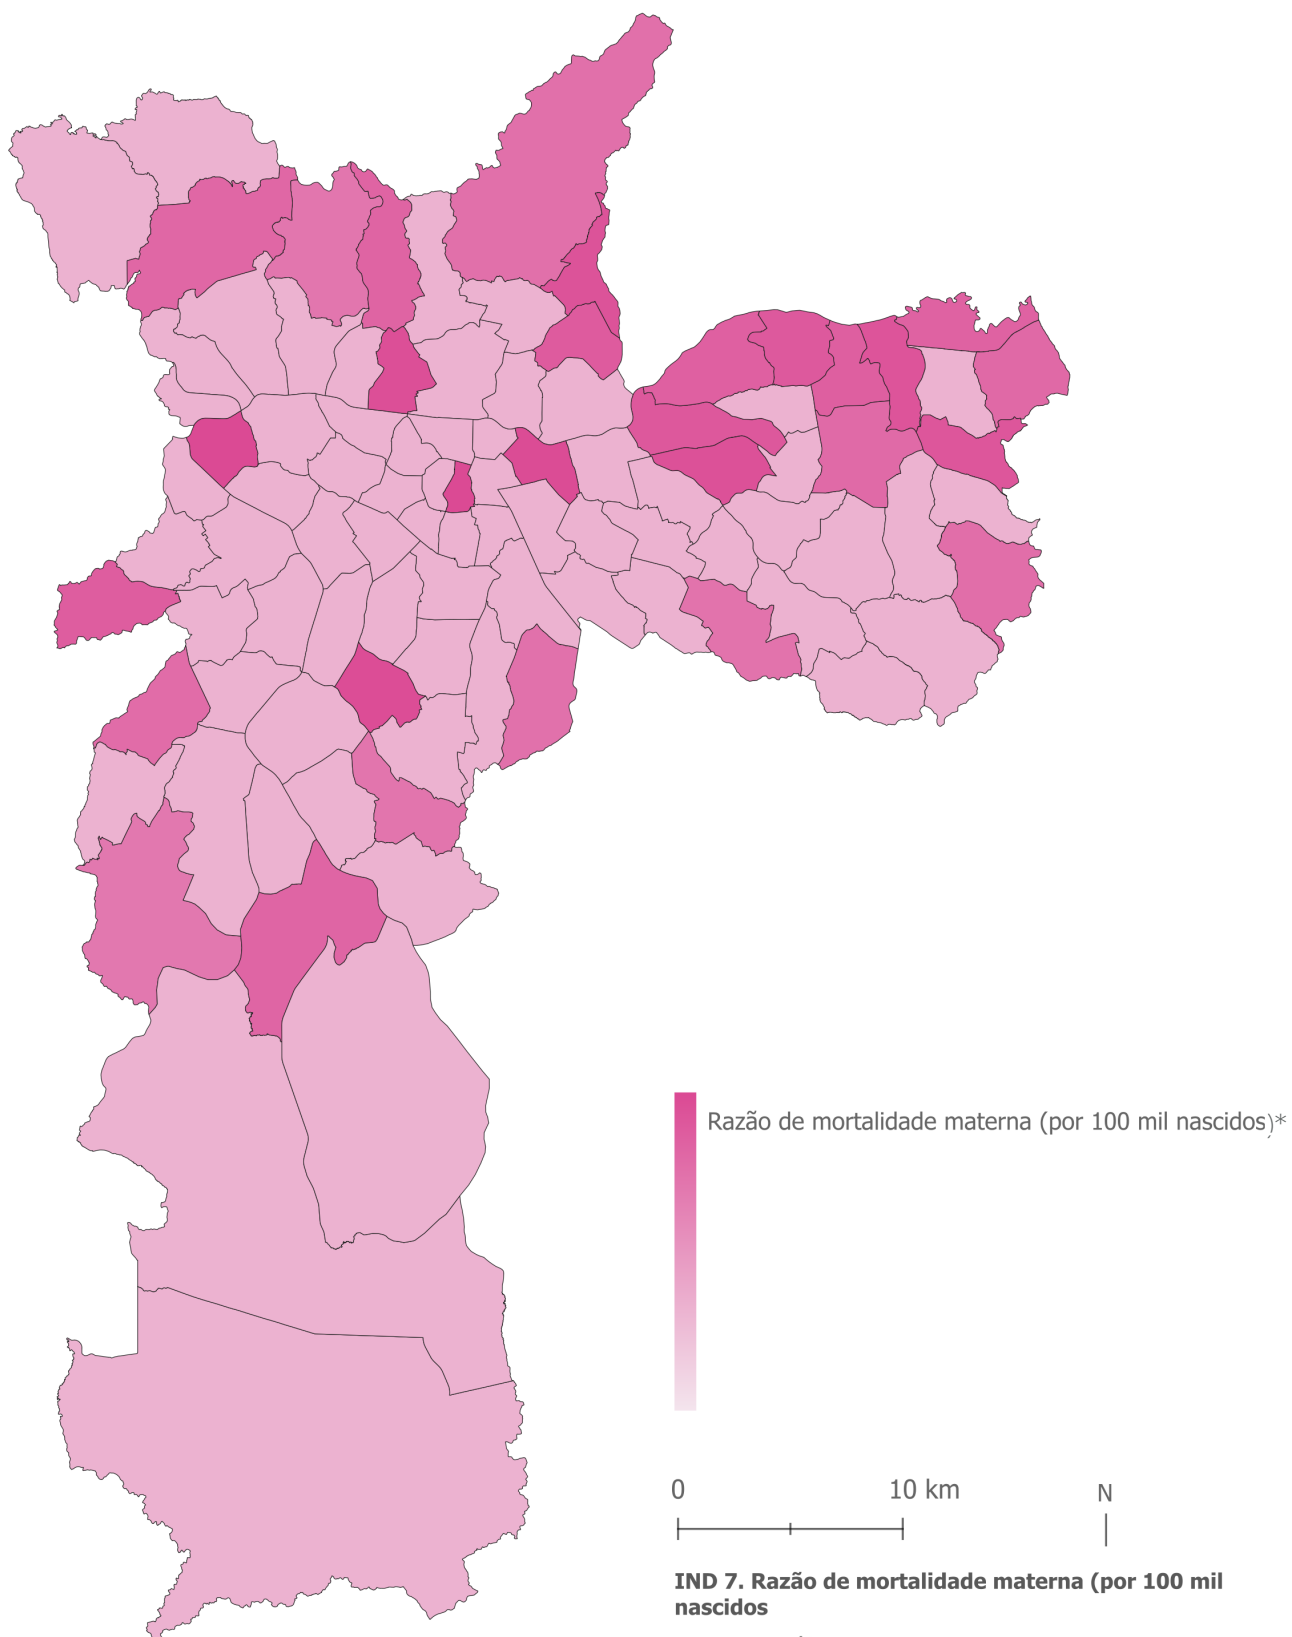 Razão de mortalidade materna (por 100 mil nascidos)*
0 10 km N
IND 7. Razão de mortalidade materna (por 100 mil
nascidos